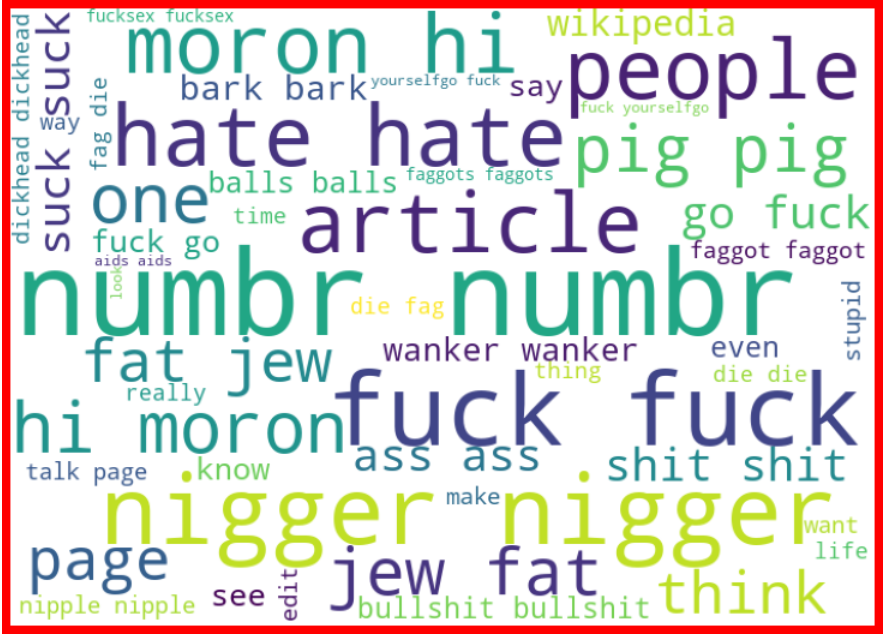 fucksex fucksex
wikipedia
moron hi
people
dickhead dickhead
suck suck
bark bark
yourselfgo fuck
say
fuck yourselfgo
way
fag die
hate hate
pig pig
balls balls
faggots faggots
one
time
article
go fuck
fuck go
faggot faggot
aids aids
look
numbr numbr
die fag
stupid
fat jew
wanker wanker
even
thing
die die
really
hi moron
fuck fuck
ass ass
shit shit
talk page
know
nigger nigger
make
want
page
jew fat
life
think
nipple nipple
see
edit
bullshit bullshit